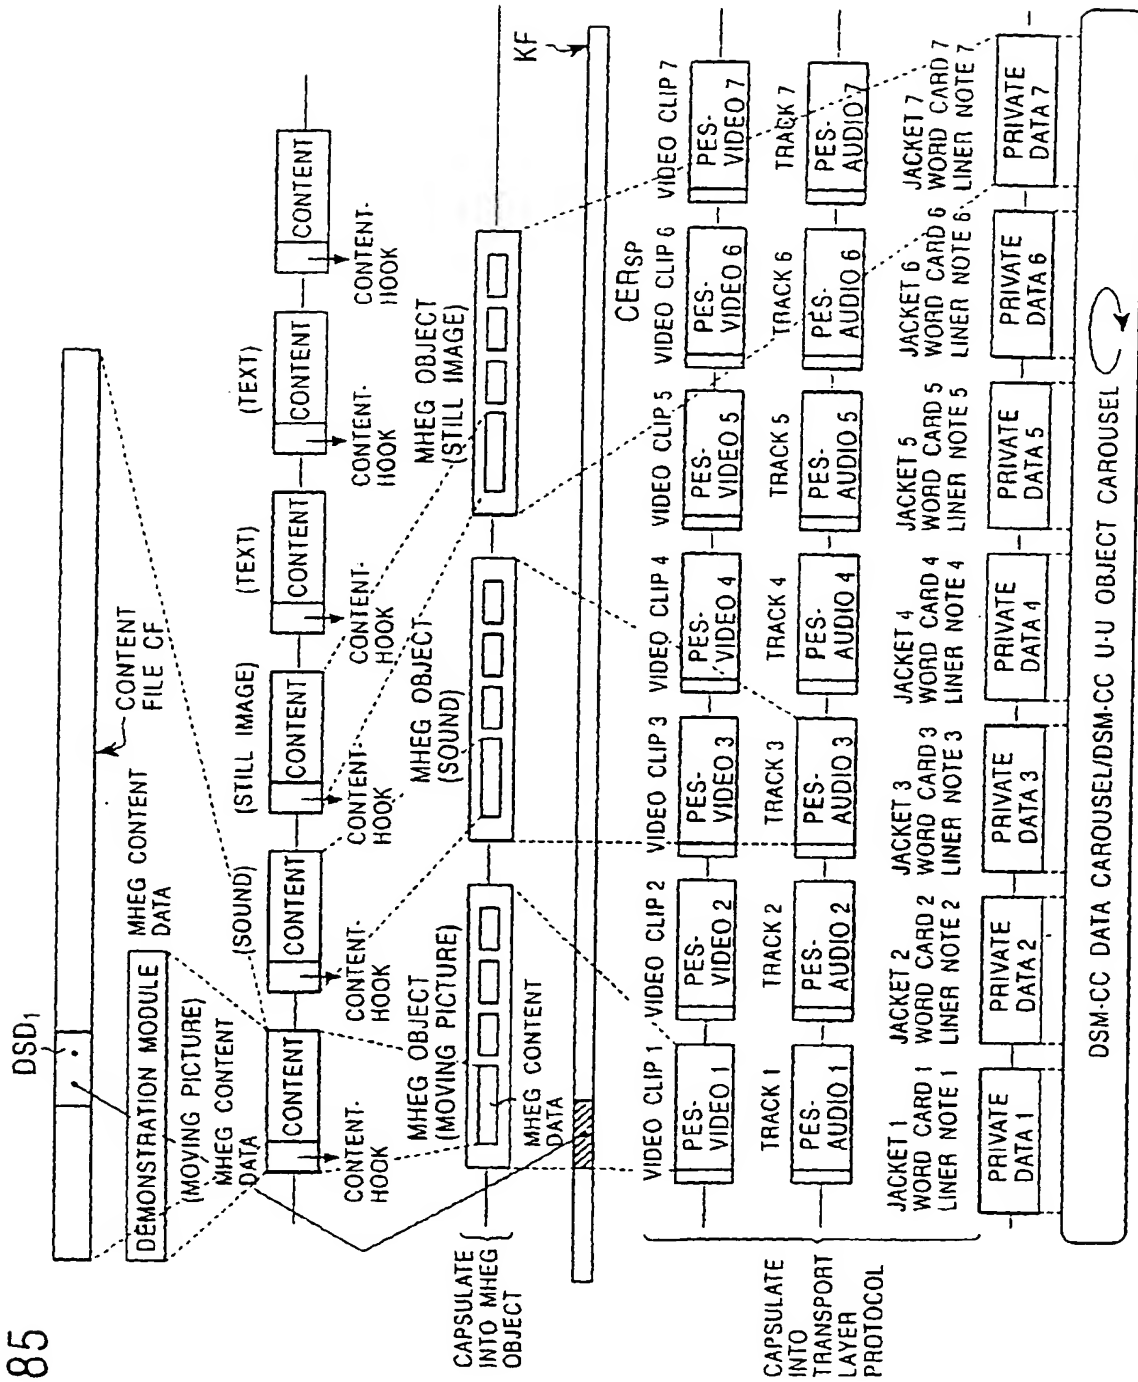 85
DSD1
CONTENT
FILE CF
DEMONSTRATION MODULE
MHEG CONTENT
DATA
(MOVING PICTURE)
MHEG CONTENT
DATA
(SOUND)
(STILL IMAGE)
(TEXT)
(TEXT)
CONTENT
CONTENT
CONTENT
CONTENT
CONTENT
CONTENT
CONTENT-
HOOK
CONTENT-
HOOK
CONTENT-
HOOK
CONTENT-
HOOK
CONTENT-
HOOK
CONTENT-
HOOK
CAPSULATE
INTO MHEG
OBJECT
MHEG OBJECT
(MOVING PICTURE)
MHEG OBJECT
(SOUND)
MHEG OBJECT
(STILL IMAGE)
MHEG CONTENT
DATA
KF
CERSP
CAPSULATE
INTO
TRANSPORT
LAYER
PROTOCOL
VIDEO CLIP 1
VIDEO CLIP 2
VIDEO CLIP 3
VIDEO CLIP 4
VIDEO CLIP 5
VIDEO CLIP 6
VIDEO CLIP 7
PES-
VIDEO 1
PES-
VIDEO 2
PES-
VIDEO 3
PES-
VIDEO 4
PES-
VIDEO 5
PES-
VIDEO 6
PES-
VIDEO 7
TRACK 1
TRACK 2
TRACK 3
TRACK 4
TRACK 5
TRACK 6
TRACK 7
PES-
AUDIO 1
PES-
AUDIO 2
PES-
AUDIO 3
PES-
AUDIO 4
PES-
AUDIO 5
PES-
AUDIO 6
PES-
AUDIO 7
JACKET 1
WORD CARD 1
LINER NOTE 1
JACKET 2
WORD CARD 2
LINER NOTE 2
JACKET 3
WORD CARD 3
LINER NOTE 3
JACKET 4
WORD CARD 4
LINER NOTE 4
JACKET 5
WORD CARD 5
LINER NOTE 5
JACKET 6
WORD CARD 6
LINER NOTE 6
JACKET 7
WORD CARD 7
LINER NOTE 7
PRIVATE
DATA 1
PRIVATE
DATA 2
PRIVATE
DATA 3
PRIVATE
DATA 4
PRIVATE
DATA 5
PRIVATE
DATA 6
PRIVATE
DATA 7
DSM-CC DATA CAROUSEL/DSM-CC U-U OBJECT CAROUSEL